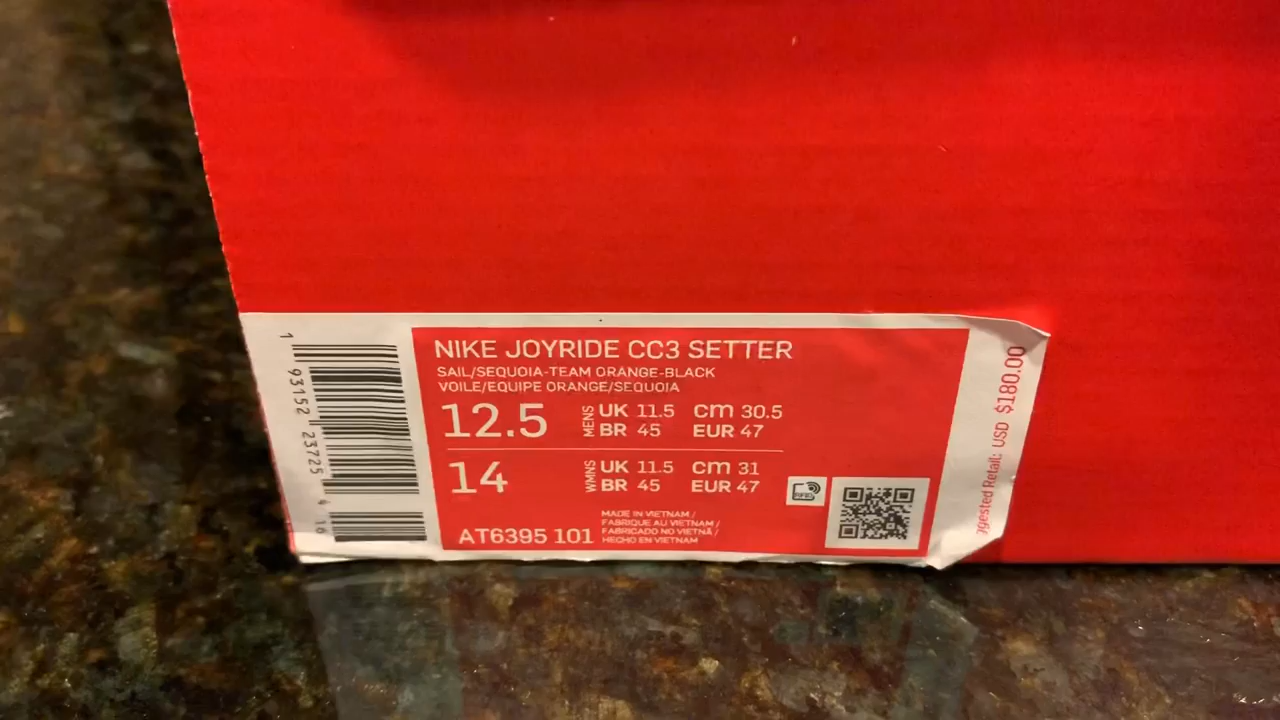 NIKE JOYRIDE CC3 SETTER
SAIL/SEQUOIA-TEAM ORANGE-BLACK
VOILE/EQUIPE ORANGE/SEQUOIA
12.5 MENS UK 11.5 cm 30.5
BR 45 EUR 47
14 WMNS UK 11.5 cm 31
BR 45 EUR 47
AT6395 101
MADE IN VIETNAM /
FABRIQUE AU VIETNAM /
FABRICADO NO VIETNÃ /
HECHO EN VIETNAM
RFID
1 93152 23725 4 16
ggested Retail: USD $180.00